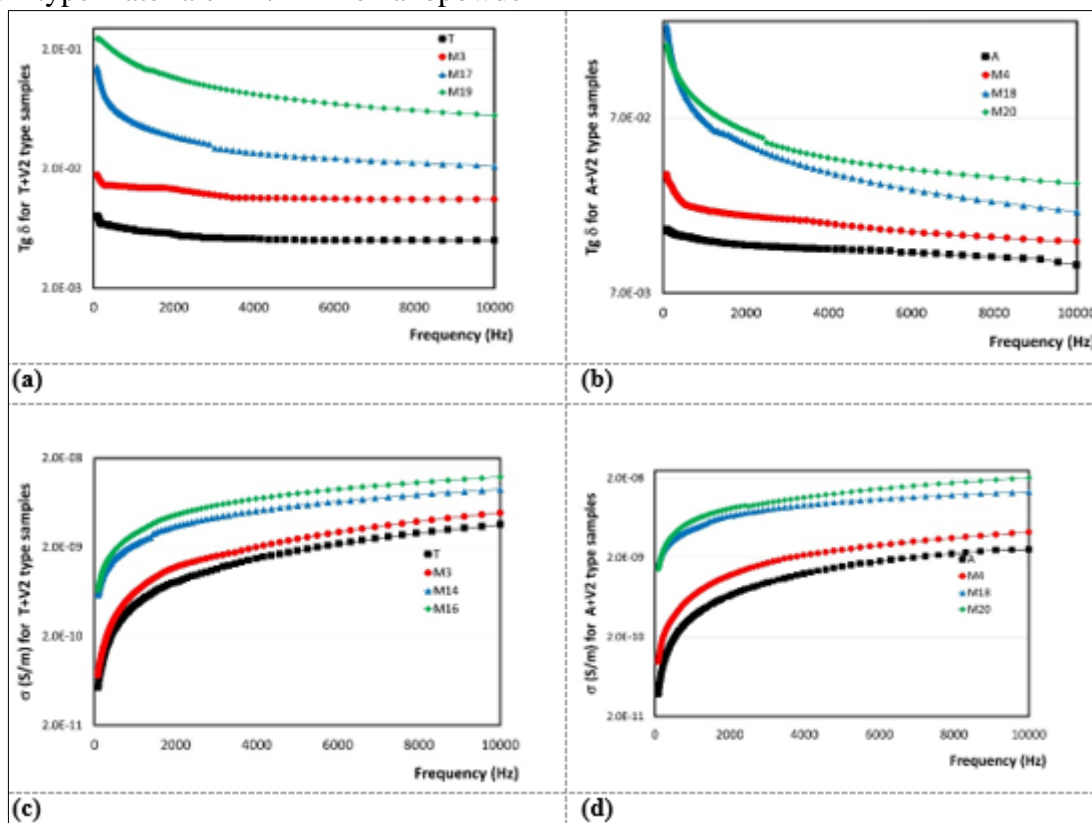 Tg δ for T+V2 type samples
2.0E-01
2.0E-02
2.0E-03
T
M3
M17
M19
0 2000 4000 6000 8000 10000
Frequency (Hz)
(a)
Tg δ for A+V2 type samples
7.0E-02
7.0E-03
A
M4
M18
M20
0 2000 4000 6000 8000 10000
Frequency (Hz)
(b)
σ (S/m) for T+V2 type samples
2.0E-08
2.0E-09
2.0E-10
2.0E-11
T
M3
M14
M16
0 2000 4000 6000 8000 10000
Frequency (Hz)
(c)
σ (S/m) for A+V2 type samples
2.0E-08
2.0E-09
2.0E-10
2.0E-11
A
M4
M18
M20
0 2000 4000 6000 8000 10000
Frequency (Hz)
(d)